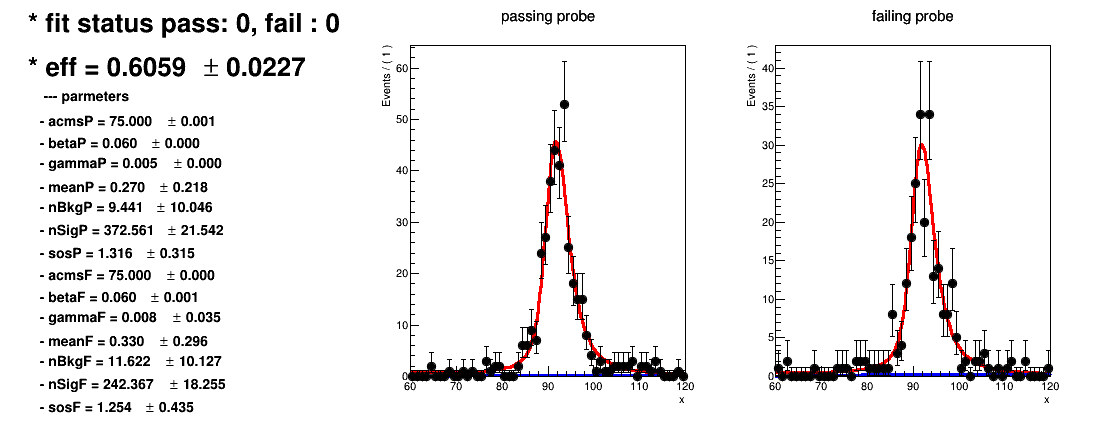 * fit status pass: 0, fail : 0
* eff = 0.6059 ± 0.0227
--- parmeters
- acmsP = 75.000 ± 0.001
- betaP = 0.060 ± 0.000
- gammaP = 0.005 ± 0.000
- meanP = 0.270 ± 0.218
- nBkgP = 9.441 ± 10.046
- nSigP = 372.561 ± 21.542
- sosP = 1.316 ± 0.315
- acmsF = 75.000 ± 0.000
- betaF = 0.060 ± 0.001
- gammaF = 0.008 ± 0.035
- meanF = 0.330 ± 0.296
- nBkgF = 11.622 ± 10.127
- nSigF = 242.367 ± 18.255
- sosF = 1.254 ± 0.435
passing probe
Events / ( 1 )
60
50
40
30
20
10
0
60 70 80 90 100 110 120
x
failing probe
Events / ( 1 )
40
35
30
25
20
15
10
5
0
60 70 80 90 100 110 120
x